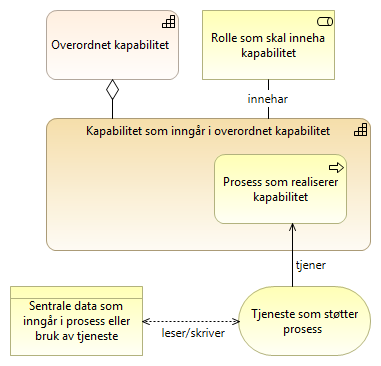 Overordnet kapabilitet
Rolle som skal inneha
kapabilitet
innehar
Kapabilitet som inngår i overordnet kapabilitet
Prosess som realiserer
kapabilitet
tjener
Sentrale data som
inngår i prosess eller
bruk av tjeneste
leser/skriver
Tjeneste som støtter
prosess